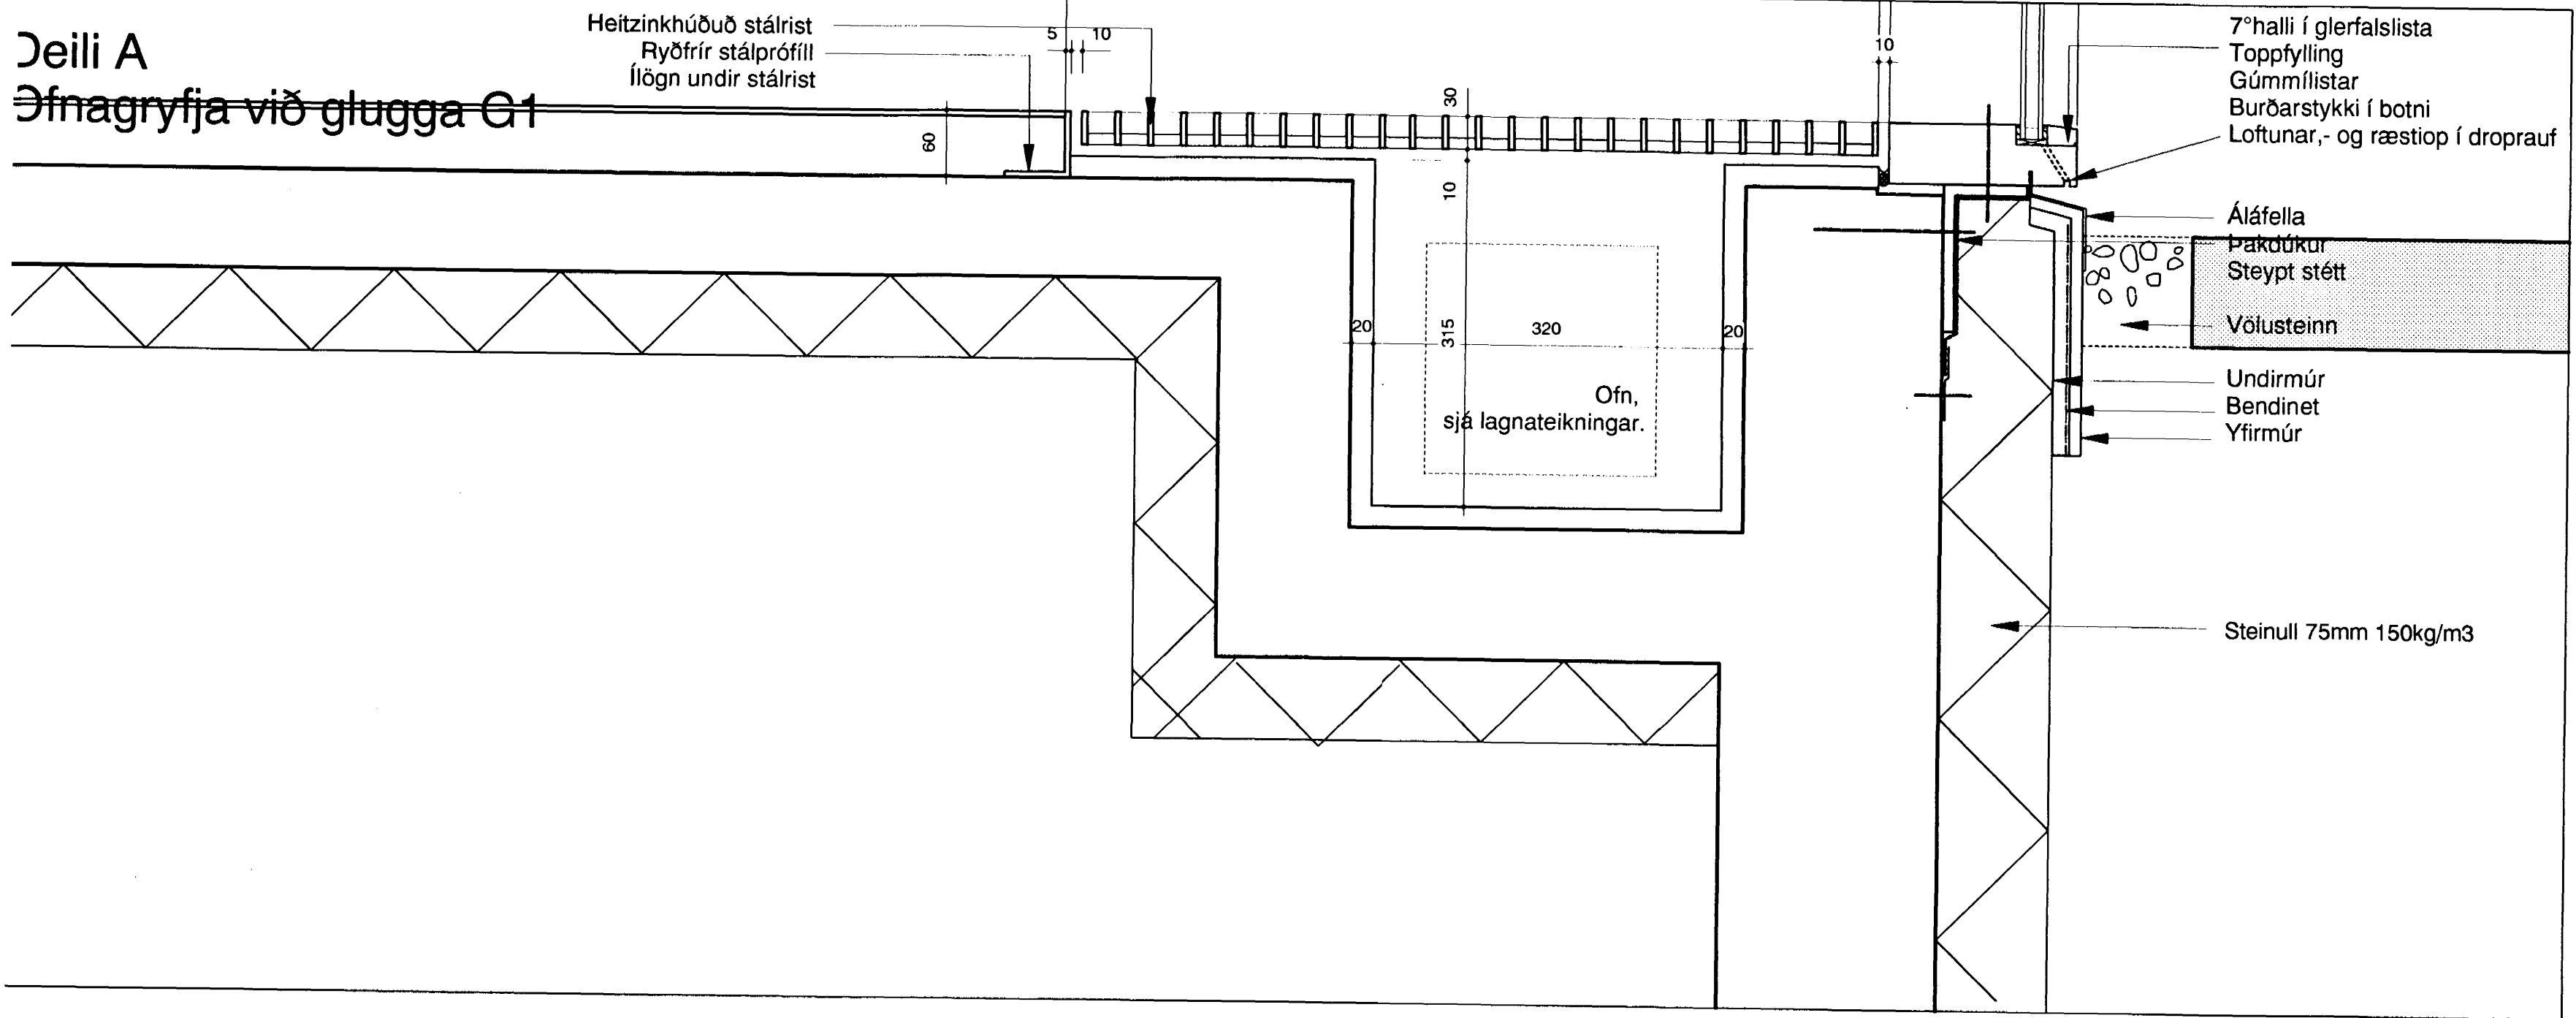 Deili A
Ofnagryfja við glugga G1
Heitzinkhúðuð stálrist
Ryðfrír stálprófíll
Ílögn undir stálrist
5
10
60
30
10
10
315
20
320
20
Ofn,
sjá lagnateikningar.
7°halli í glerfalslista
Toppfylling
Gúmmílistar
Burðarstykki í botni
Loftunar,- og ræstiop í droprauf
Áláfella
Þakdúkur
Steypt stétt
Völusteinn
Undirmúr
Bendinet
Yfirmúr
Steinull 75mm 150kg/m3